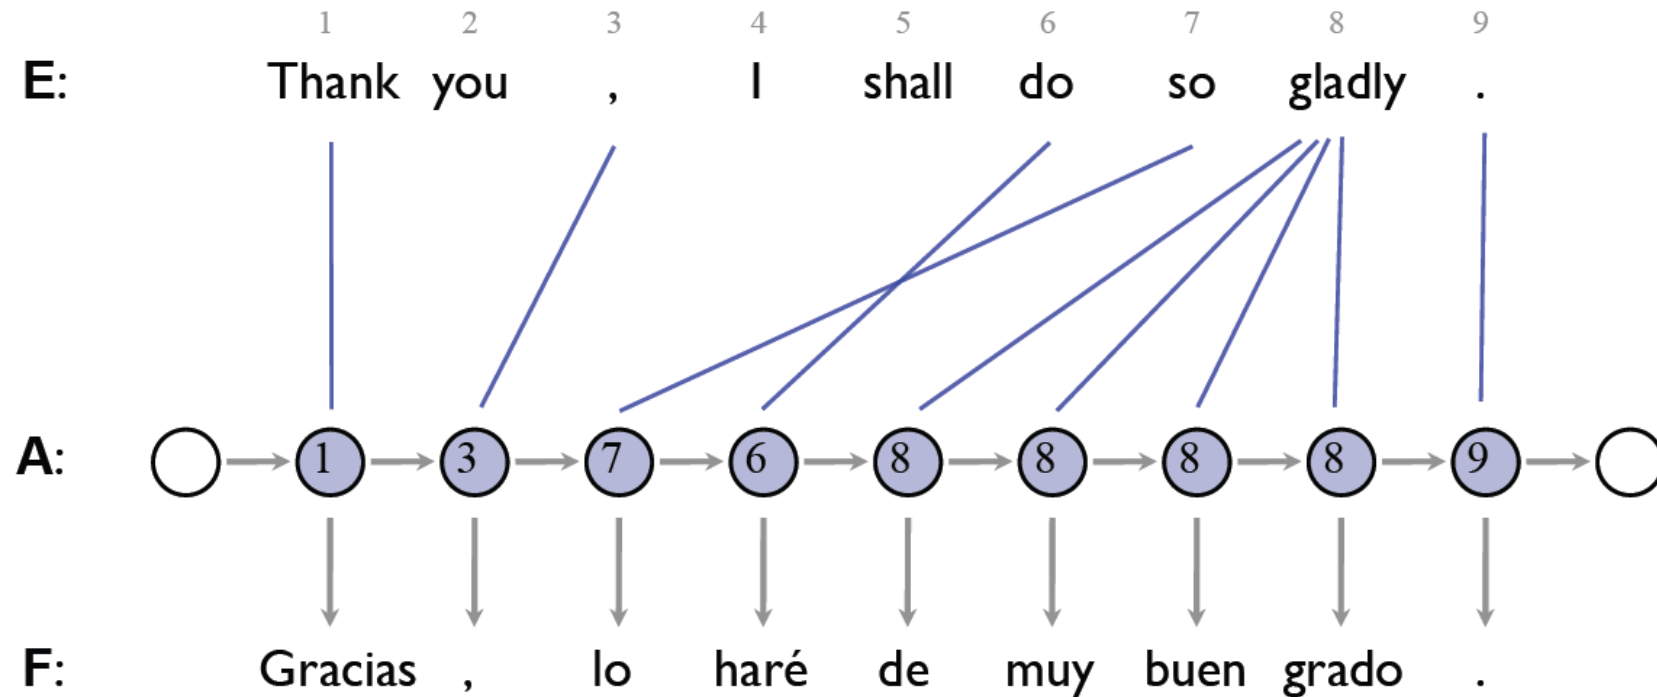 1 2 3 4 5 6 7 8 9
E: Thank you , I shall do so gladly .
A: 1 3 7 6 8 8 8 8 9
F: Gracias , lo haré de muy buen grado .